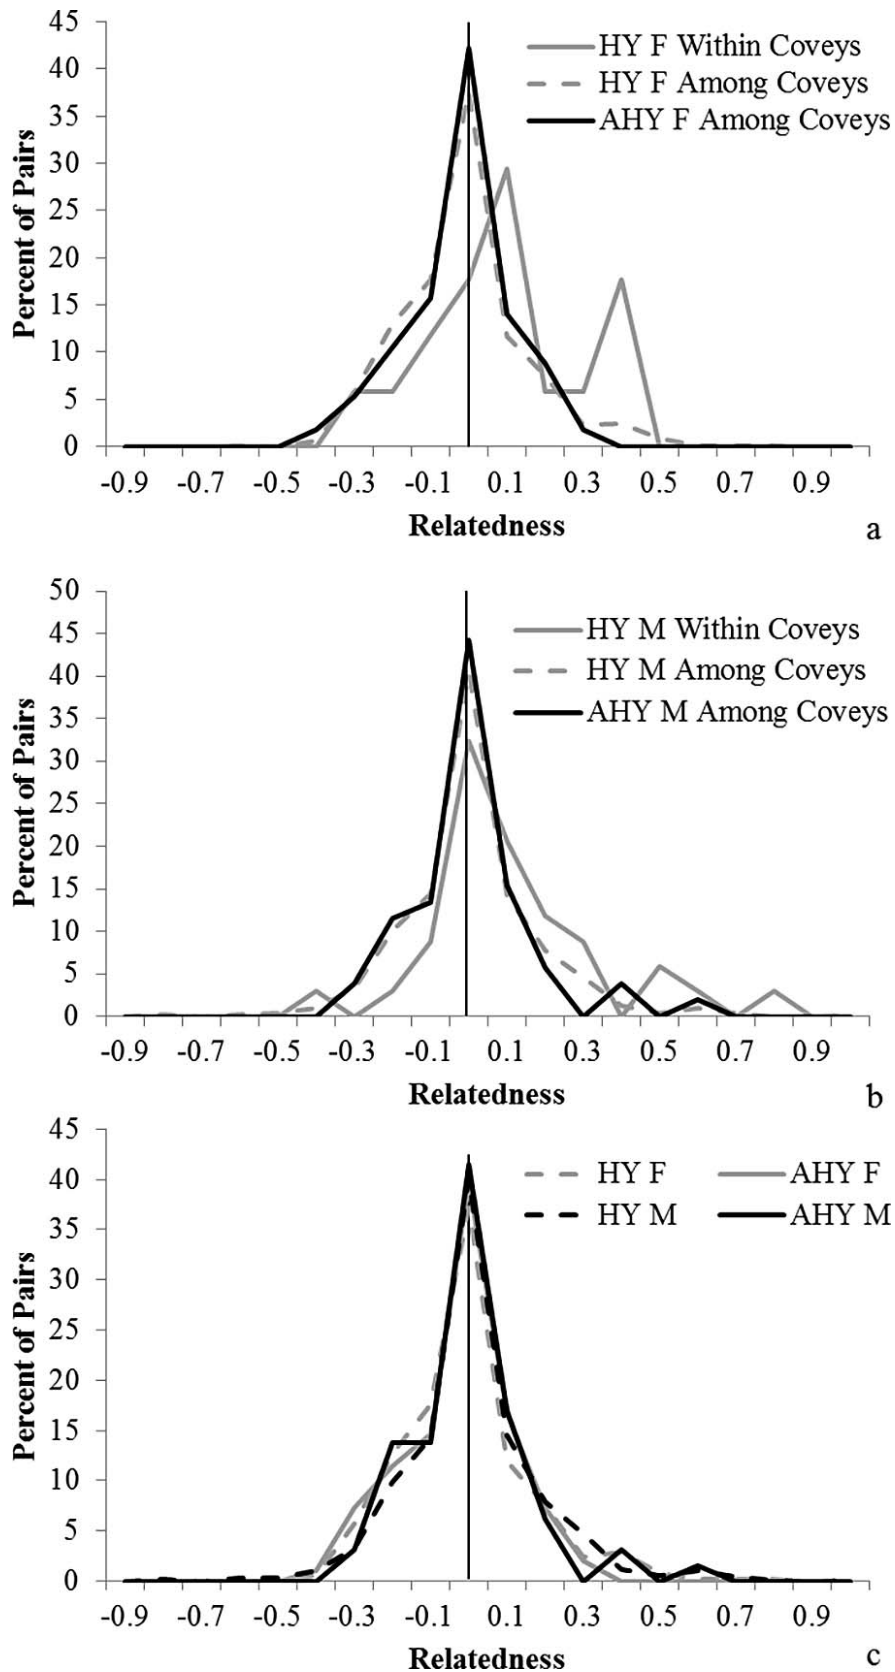 45
40
35
30
25
20
15
10
5
0
Percent of Pairs
HY F Within Coveys
HY F Among Coveys
AHY F Among Coveys
-0.9 -0.7 -0.5 -0.3 -0.1 0.1 0.3 0.5 0.7 0.9
Relatedness
a
50
45
40
35
30
25
20
15
10
5
0
Percent of Pairs
HY M Within Coveys
HY M Among Coveys
AHY M Among Coveys
-0.9 -0.7 -0.5 -0.3 -0.1 0.1 0.3 0.5 0.7 0.9
Relatedness
b
45
40
35
30
25
20
15
10
5
0
Percent of Pairs
HY F AHY F
HY M AHY M
-0.9 -0.7 -0.5 -0.3 -0.1 0.1 0.3 0.5 0.7 0.9
Relatedness
c